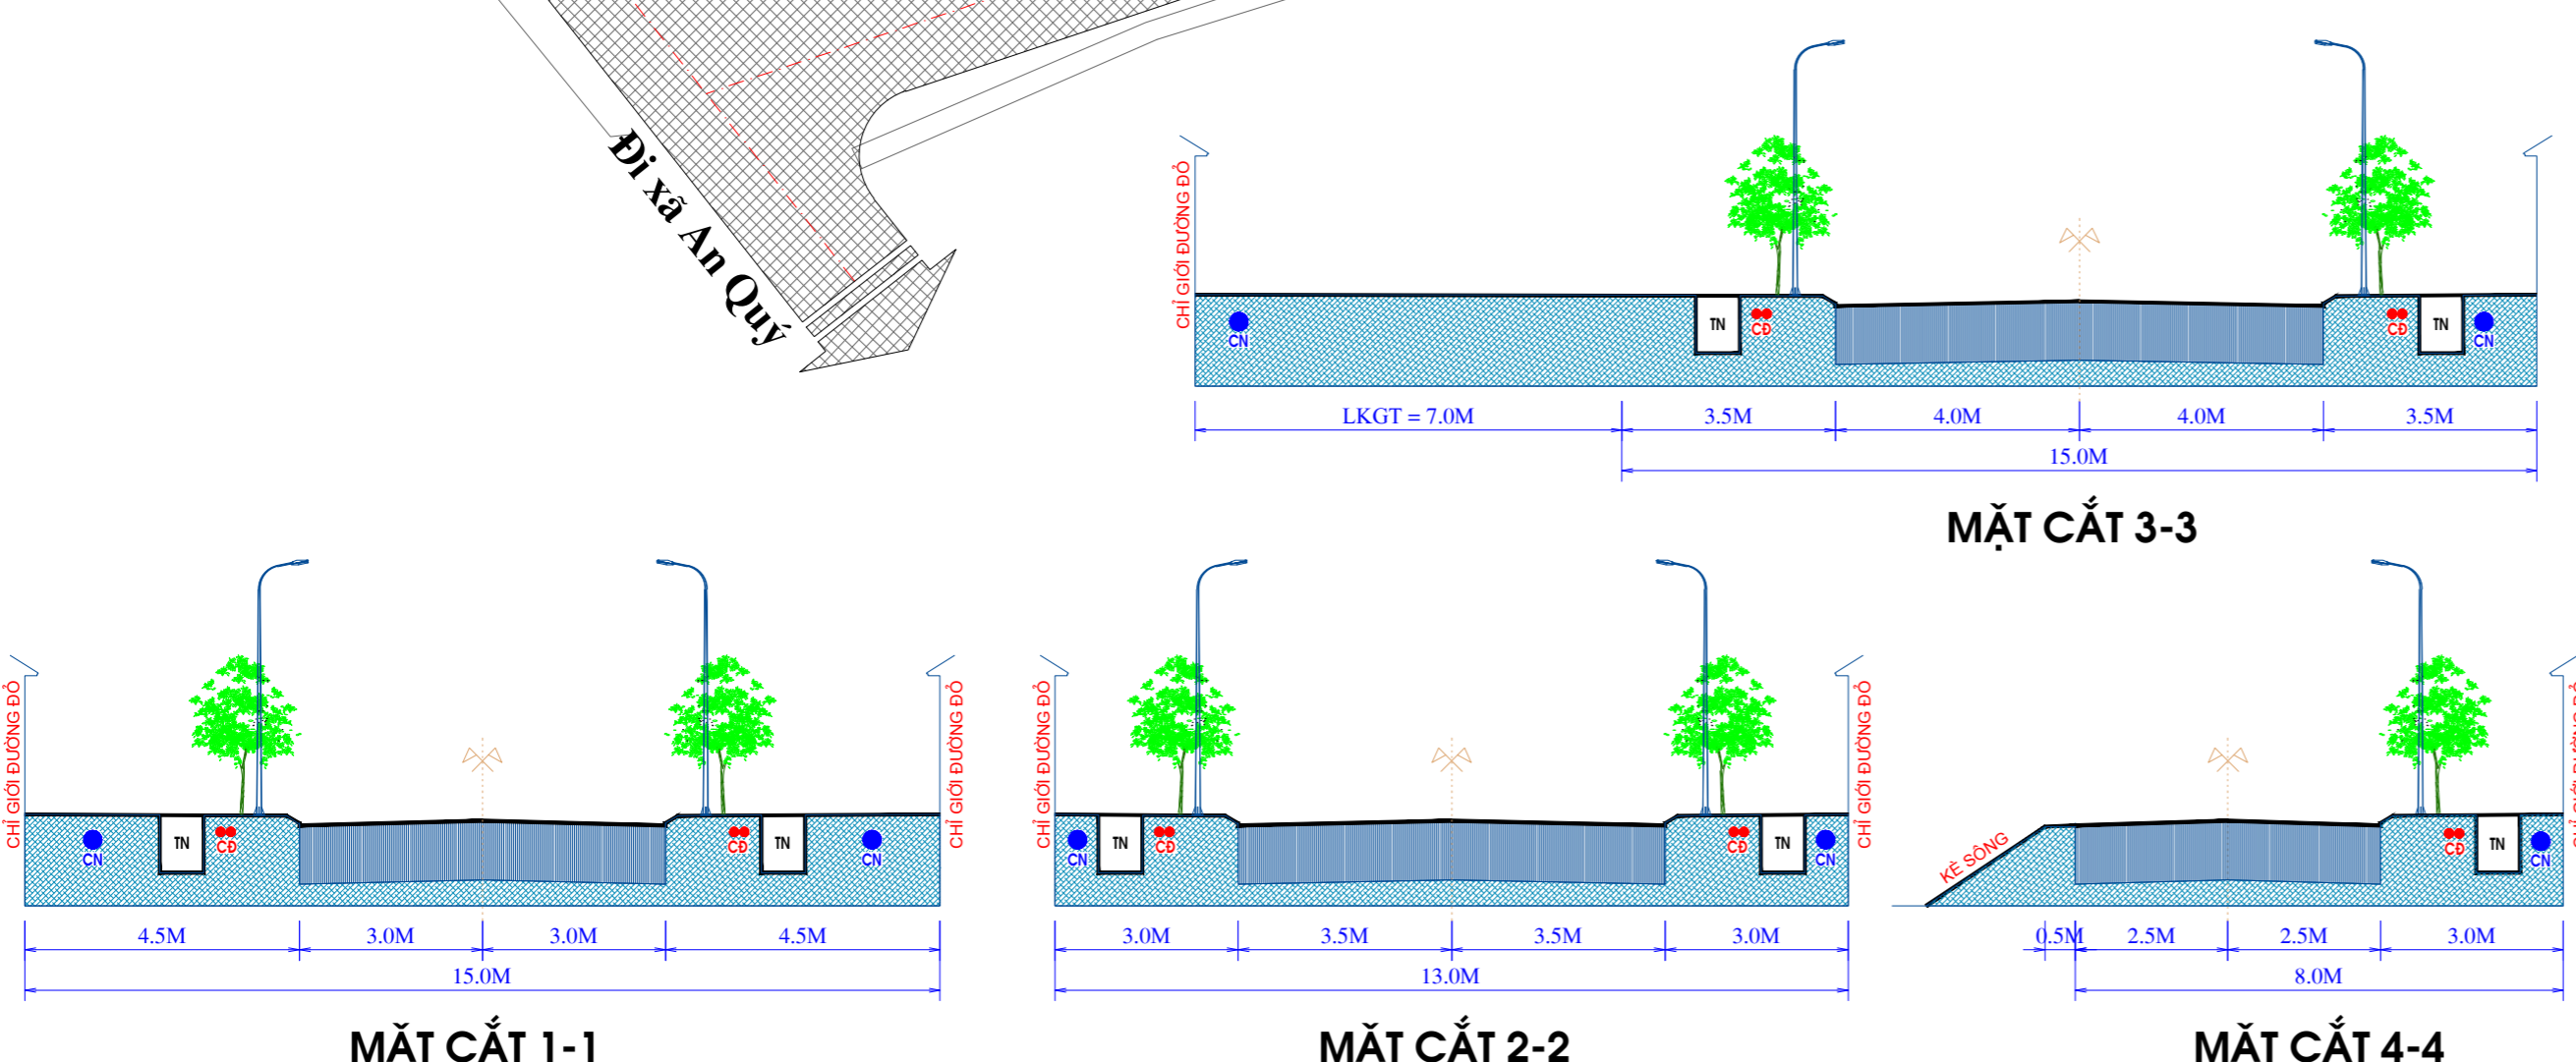 Đi xã An Quý
CHỈ GIỚI ĐƯỜNG ĐỎ
CN
TN
CĐ
CĐ
TN
CN
LKGT = 7.0M
3.5M
4.0M
4.0M
3.5M
15.0M
MẶT CẮT 3-3
CHỈ GIỚI ĐƯỜNG ĐỎ
CN
TN
CĐ
CĐ
TN
CN
CHỈ GIỚI ĐƯỜNG ĐỎ
4.5M
3.0M
3.0M
4.5M
15.0M
MẶT CẮT 1-1
CHỈ GIỚI ĐƯỜNG ĐỎ
CN
TN
CĐ
CĐ
TN
CN
CHỈ GIỚI ĐƯỜNG ĐỎ
3.0M
3.5M
3.5M
3.0M
13.0M
MẶT CẮT 2-2
KÈ SÔNG
CĐ
TN
CN
0.5M
2.5M
2.5M
3.0M
8.0M
MẶT CẮT 4-4